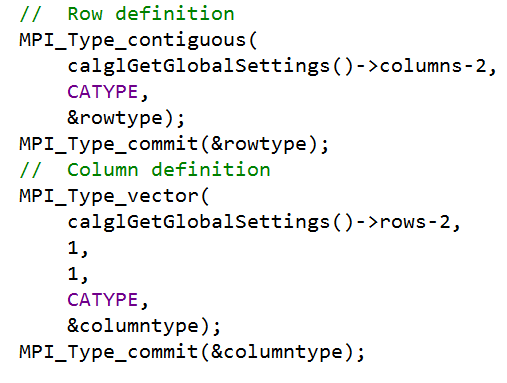 //  Row definition
MPI_Type_contiguous(
    calglGetGlobalSettings()->columns-2,
    CATYPE,
    &rowtype);
MPI_Type_commit(&rowtype);
//  Column definition
MPI_Type_vector(
    calglGetGlobalSettings()->rows-2,
    1,
    1,
    CATYPE,
    &columntype);
MPI_Type_commit(&columntype);